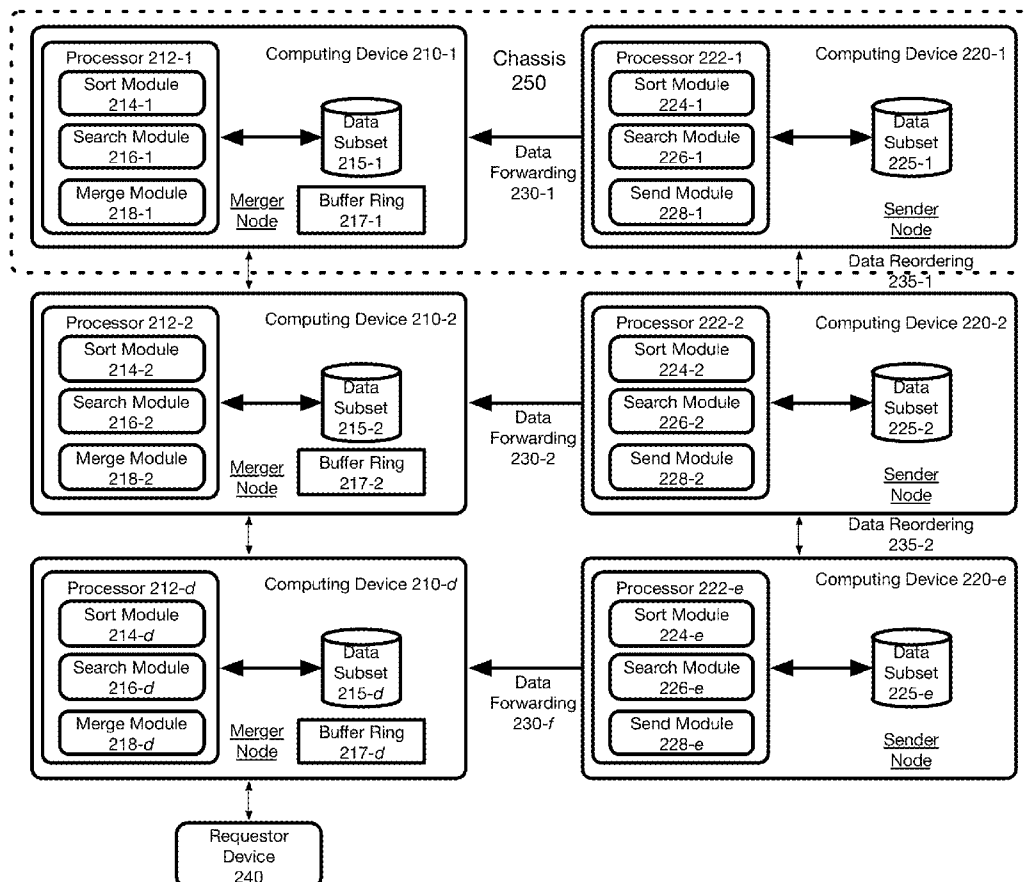 Computing Device 210-1
Processor 212-1
Sort Module
214-1
Search Module
216-1
Merge Module
218-1
Data
Subset
215-1
Merger
Node
Buffer Ring
217-1
Chassis
250
Data
Forwarding
230-1
Computing Device 220-1
Processor 222-1
Sort Module
224-1
Search Module
226-1
Send Module
228-1
Data
Subset
225-1
Sender
Node
Data Reordering
235-1
Computing Device 210-2
Processor 212-2
Sort Module
214-2
Search Module
216-2
Merge Module
218-2
Data
Subset
215-2
Merger
Node
Buffer Ring
217-2
Data
Forwarding
230-2
Computing Device 220-2
Processor 222-2
Sort Module
224-2
Search Module
226-2
Send Module
228-2
Data
Subset
225-2
Sender
Node
Data Reordering
235-2
Computing Device 210-d
Processor 212-d
Sort Module
214-d
Search Module
216-d
Merge Module
218-d
Data
Subset
215-d
Merger
Node
Buffer Ring
217-d
Data
Forwarding
230-f
Computing Device 220-e
Processor 222-e
Sort Module
224-e
Search Module
226-e
Send Module
228-e
Data
Subset
225-e
Sender
Node
Requestor
Device
240